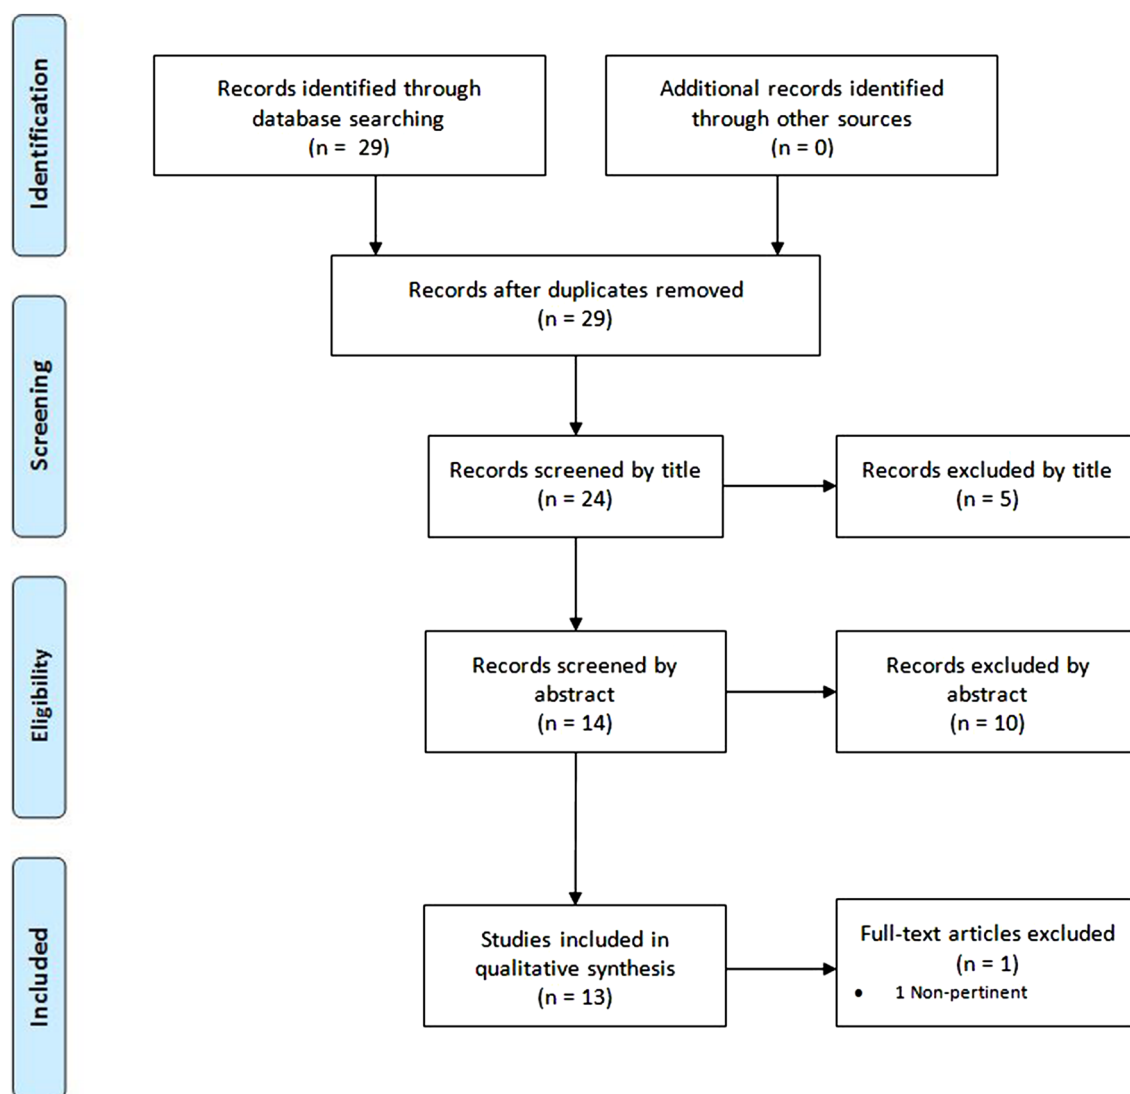 Identification
Records identified through
database searching
(n = 29)
Additional records identified
through other sources
(n = 0)
Records after duplicates removed
(n = 29)
Screening
Records screened by title
(n = 24)
Records excluded by title
(n = 5)
Eligibility
Records screened by
abstract
(n = 14)
Records excluded by
abstract
(n = 10)
Included
Studies included in
qualitative synthesis
(n = 13)
Full-text articles excluded
(n = 1)
• 1 Non-pertinent